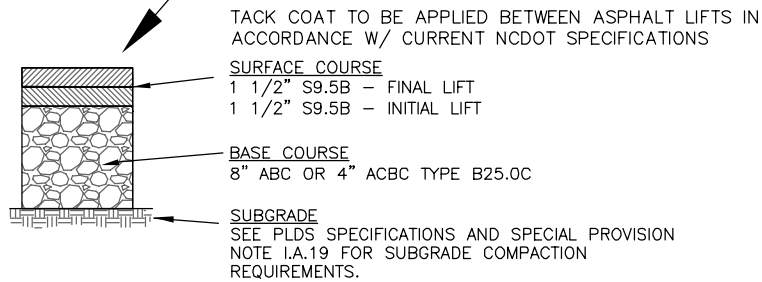 TACK COAT TO BE APPLIED BETWEEN ASPHALT LIFTS IN
ACCORDANCE W/ CURRENT NCDOT SPECIFICATIONS
SURFACE COURSE
1 1/2" S9.5B – FINAL LIFT
1 1/2" S9.5B – INITIAL LIFT
BASE COURSE
8" ABC OR 4" ACBC TYPE B25.0C
SUBGRADE
SEE PLDS SPECIFICATIONS AND SPECIAL PROVISION
NOTE I.A.19 FOR SUBGRADE COMPACTION
REQUIREMENTS.